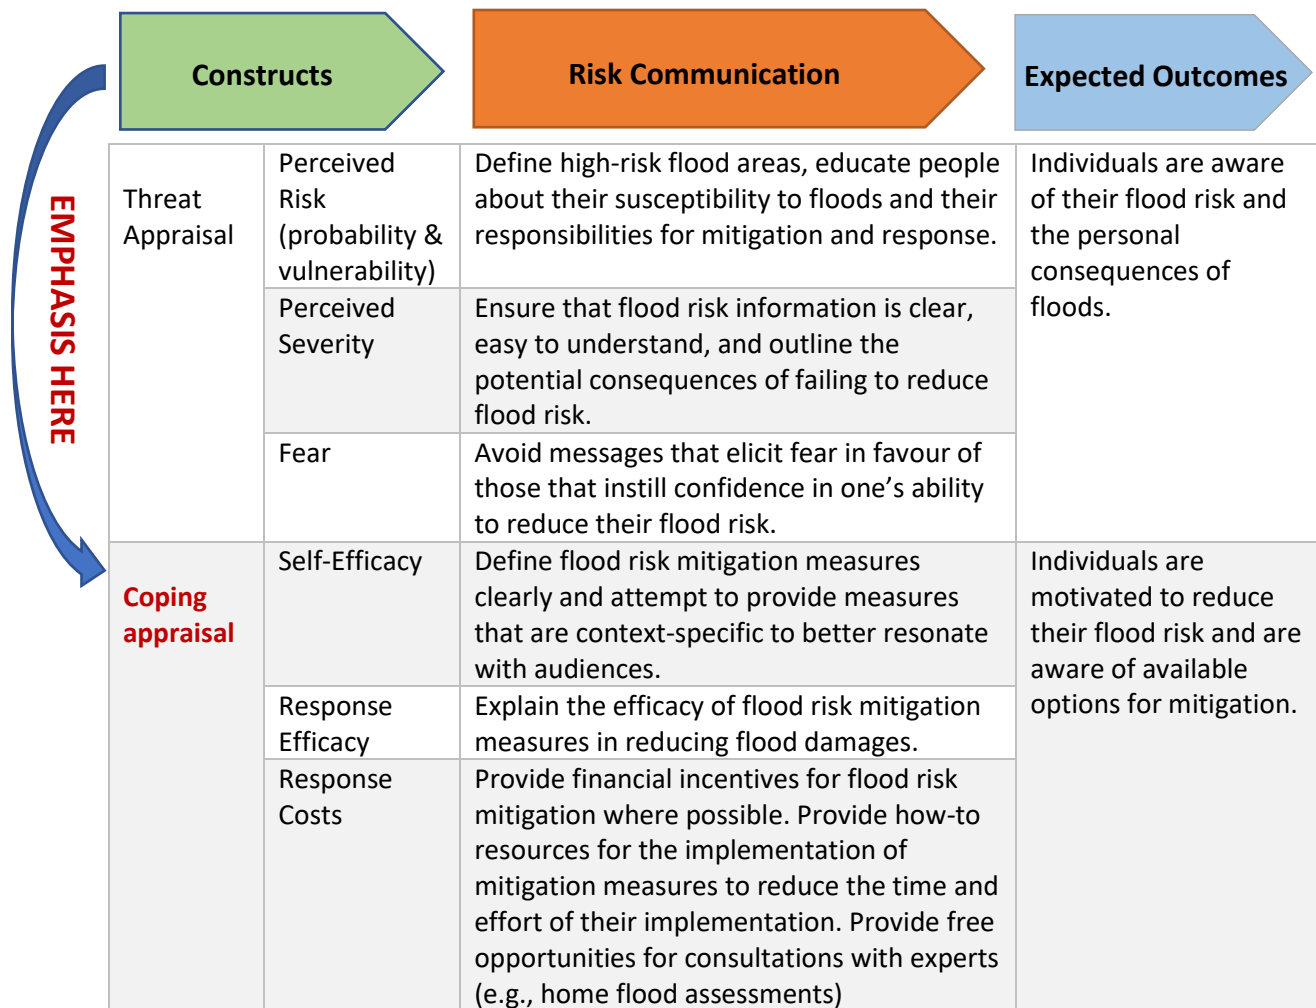 Constructs
Risk Communication
Expected Outcomes
EMPHASIS HERE
Threat
Appraisal
Perceived
Risk
(probability &
vulnerability)
Define high-risk flood areas, educate people
about their susceptibility to floods and their
responsibilities for mitigation and response.
Individuals are aware
of their flood risk and
the personal
consequences of
floods.
Perceived
Severity
Ensure that flood risk information is clear,
easy to understand, and outline the
potential consequences of failing to reduce
flood risk.
Fear
Avoid messages that elicit fear in favour of
those that instill confidence in one’s ability
to reduce their flood risk.
Coping
appraisal
Self-Efficacy
Define flood risk mitigation measures
clearly and attempt to provide measures
that are context-specific to better resonate
with audiences.
Individuals are
motivated to reduce
their flood risk and are
aware of available
options for mitigation.
Response
Efficacy
Explain the efficacy of flood risk mitigation
measures in reducing flood damages.
Response
Costs
Provide financial incentives for flood risk
mitigation where possible. Provide how-to
resources for the implementation of
mitigation measures to reduce the time and
effort of their implementation. Provide free
opportunities for consultations with experts
(e.g., home flood assessments)